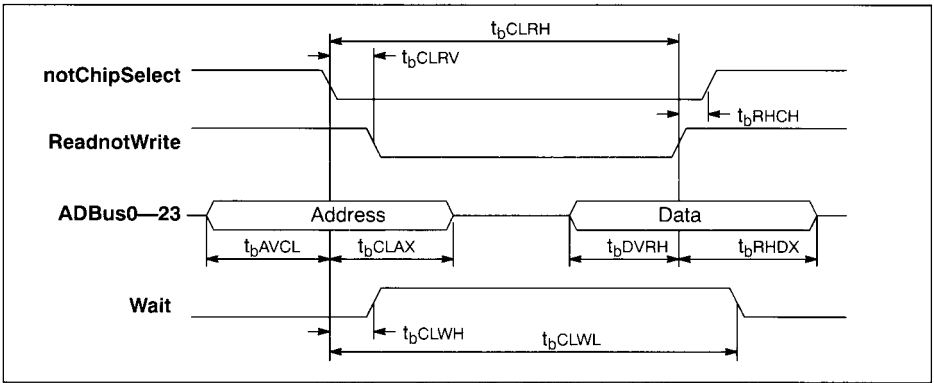 tbCLRH
tbCLRV
notChipSelect
tbRHCH
ReadnotWrite
ADBus0—23
Address
Data
tbAVCL
tbCLAX
tbDVRH
tbRHDX
Wait
tbCLWH
tbCLWL